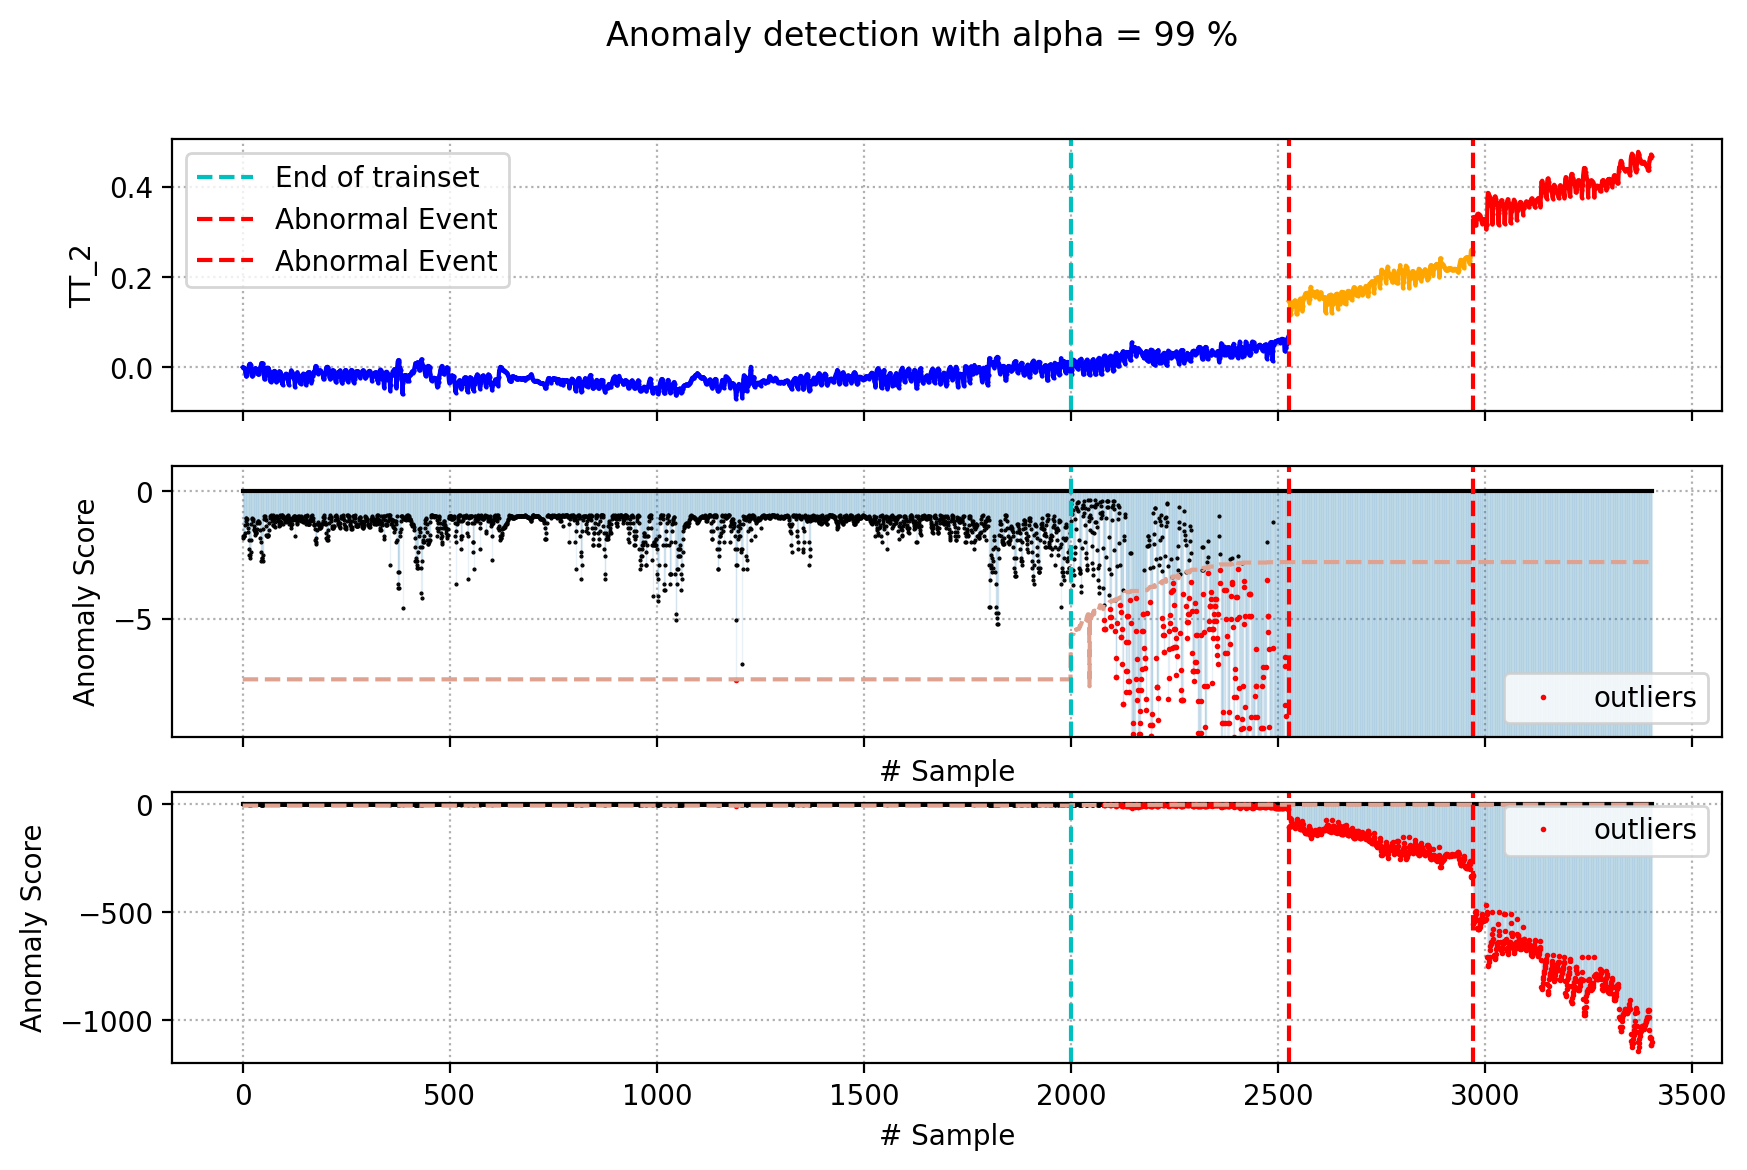 Anomaly detection with alpha = 99 %
End of trainset
Abnormal Event
Abnormal Event
TT_2
0.4
0.2
0.0
Anomaly Score
0
−5
outliers
# Sample
Anomaly Score
0
−500
−1000
outliers
0 500 1000 1500 2000 2500 3000 3500
# Sample